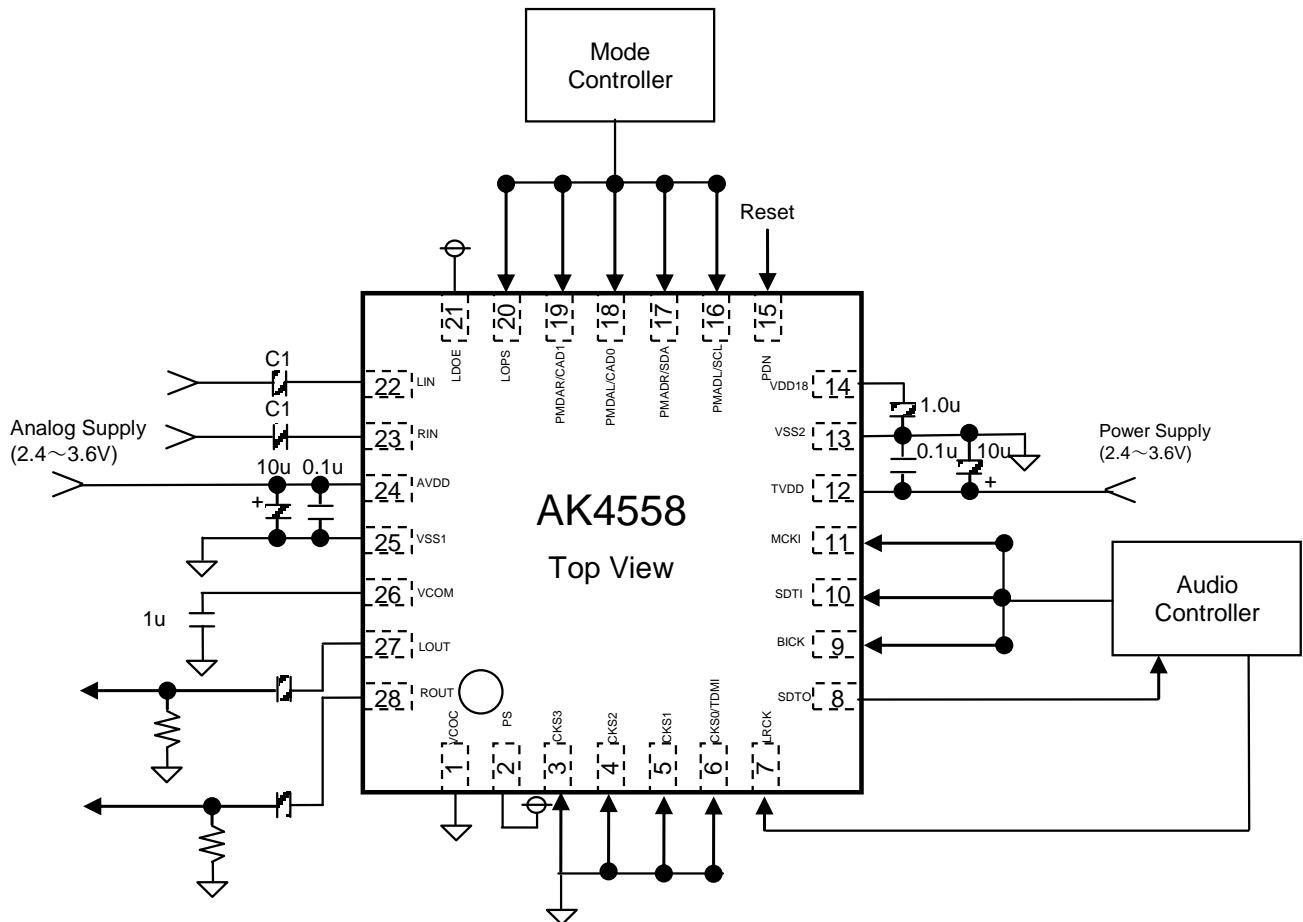 Mode
Controller
Reset
21
20
19
18
17
16
15
LDOE
LOPS
PMDAR/CAD1
PMDAL/CAD0
PMADR/SDA
PMADL/SCL
PDN
C1
22
LIN
C1
23
RIN
Analog Supply
(2.4～3.6V)
10u
0.1u
+
24
AVDD
25
VSS1
26
VCOM
1u
27
LOUT
28
ROUT
AK4558
Top View
VDD18
14
1.0u
VSS2
13
0.1u
10u
+
Power Supply
(2.4～3.6V)
TVDD
12
MCKI
11
SDTI
10
BICK
9
SDTO
8
Audio
Controller
VCOC
PS
CKS3
CKS2
CKS1
CKS0/TDMI
LRCK
1
2
3
4
5
6
7